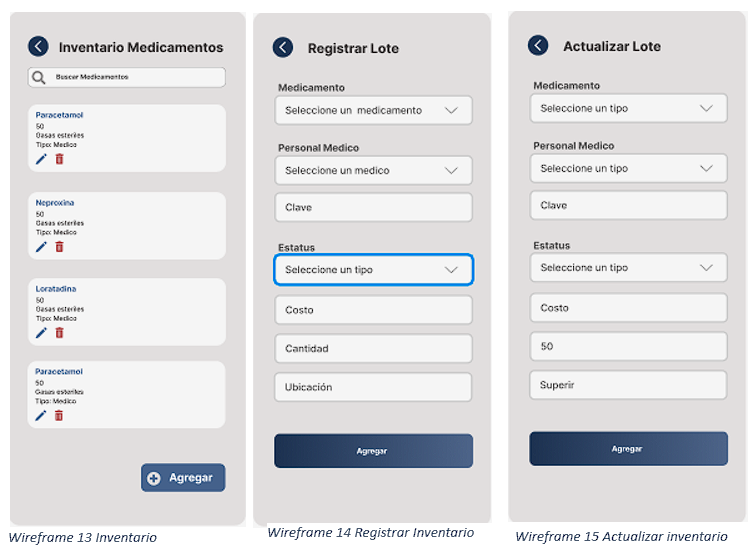 Inventario Medicamentos
Buscar Medicamentos
Paracetamol
50
Gasas esteriles
Tipo: Medico
Neproxina
50
Gasas esteriles
Tipo: Medico
Loratadina
50
Gasas esteriles
Tipo: Medico
Paracetamol
50
Gasas esteriles
Tipo: Medico
Agregar
Wireframe 13 Inventario
Registrar Lote
Medicamento
Seleccione un medicamento
Personal Medico
Seleccione un medico
Clave
Estatus
Seleccione un tipo
Costo
Cantidad
Ubicación
Agregar
Wireframe 14 Registrar Inventario
Actualizar Lote
Medicamento
Seleccione un tipo
Personal Medico
Seleccione un tipo
Clave
Estatus
Seleccione un tipo
Costo
50
Superir
Agregar
Wireframe 15 Actualizar inventario